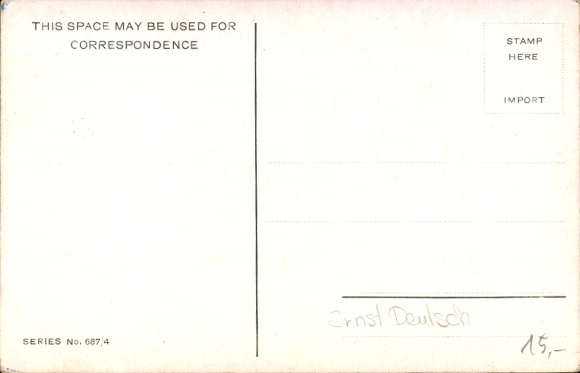 THIS SPACE MAY BE USED FOR
CORRESPONDENCE
STAMP
HERE
IMPORT
Ernst Deutsch
SERIES No. 687/4
15,-